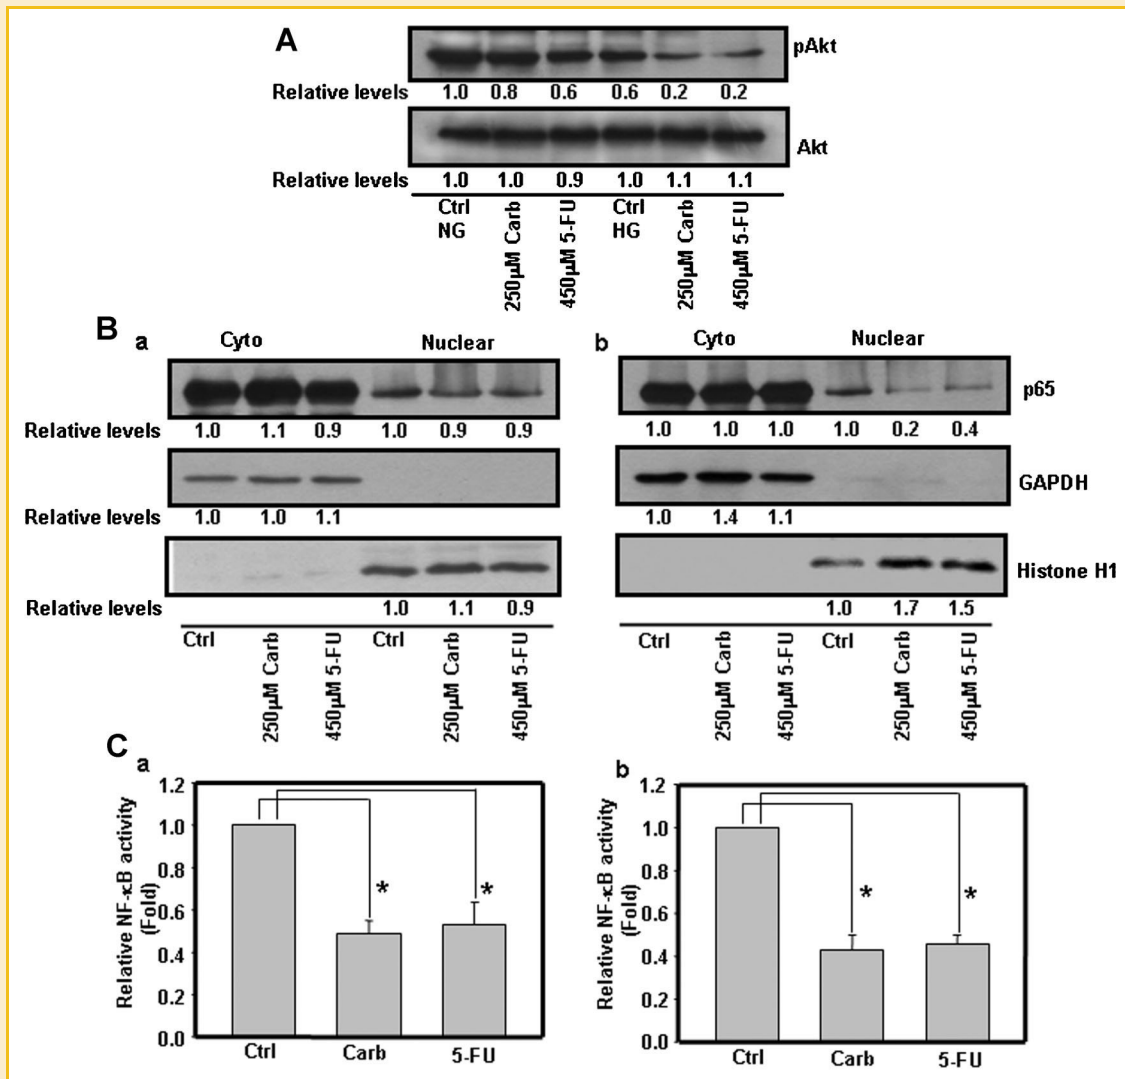 A
pAkt
Relative levels 1.0 0.8 0.6 0.6 0.2 0.2
Akt
Relative levels 1.0 1.0 0.9 1.0 1.1 1.1
Ctrl NG
250µM Carb
450µM 5-FU
Ctrl HG
250µM Carb
450µM 5-FU
B
a
Cyto Nuclear
Relative levels 1.0 1.1 0.9 1.0 0.9 0.9
Relative levels 1.0 1.0 1.1
Relative levels 1.0 1.1 0.9
Ctrl
250µM Carb
450µM 5-FU
Ctrl
250µM Carb
450µM 5-FU
b
Cyto Nuclear
p65
1.0 1.0 1.0 1.0 0.2 0.4
GAPDH
1.0 1.4 1.1
Histone H1
1.0 1.7 1.5
Ctrl
250µM Carb
450µM 5-FU
Ctrl
250µM Carb
450µM 5-FU
C
a
Relative NF-κB activity
(Fold)
1.2
1.0
0.8
0.6
0.4
0.2
0.0
* *
Ctrl Carb 5-FU
b
Relative NF-κB activity
(Fold)
1.2
1.0
0.8
0.6
0.4
0.2
0.0
* *
Ctrl Carb 5-FU